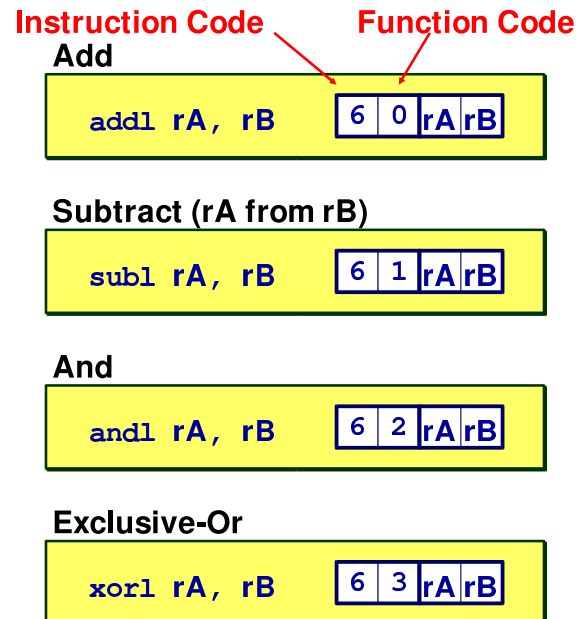 Instruction Code Function Code
Add
addl rA, rB 6 0 rA rB
Subtract (rA from rB)
subl rA, rB 6 1 rA rB
And
andl rA, rB 6 2 rA rB
Exclusive-Or
xorl rA, rB 6 3 rA rB